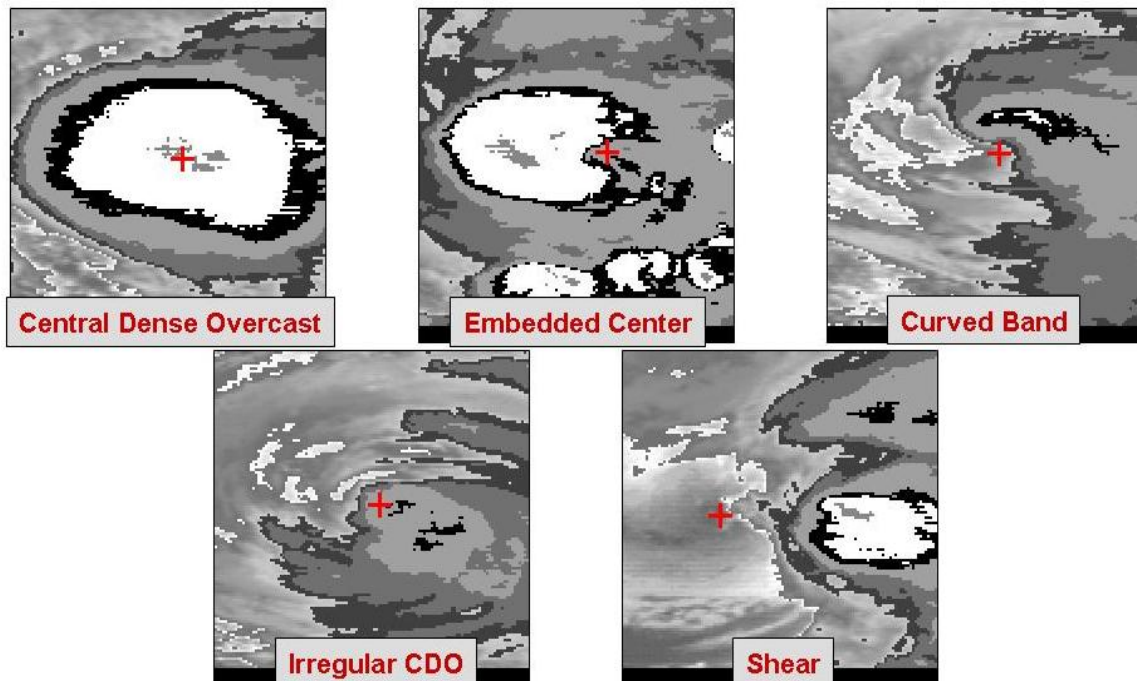 Central Dense Overcast
Embedded Center
Curved Band
Irregular CDO
Shear